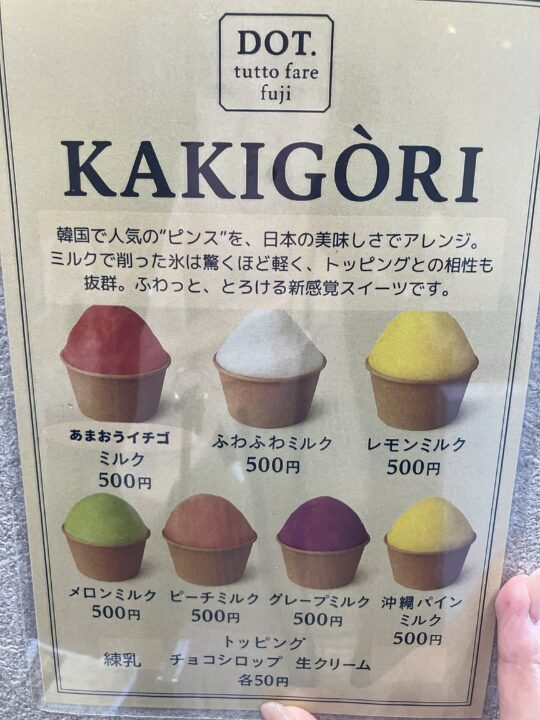 DOT.
tutto fare
fuji
KAKIGÒRI
韓国で人気の“ピンス”を、日本の美味しさでアレンジ。
ミルクで削った氷は驚くほど軽く、トッピングとの相性も
抜群。ふわっと、とろける新感覚スイーツです。
あまおうイチゴ
ミルク
500円
ふわふわミルク
500円
レモンミルク
500円
メロンミルク
500円
ピーチミルク
500円
グレープミルク
500円
沖縄パイン
ミルク
500円
トッピング
練乳 チョコシロップ 生クリーム
各50円